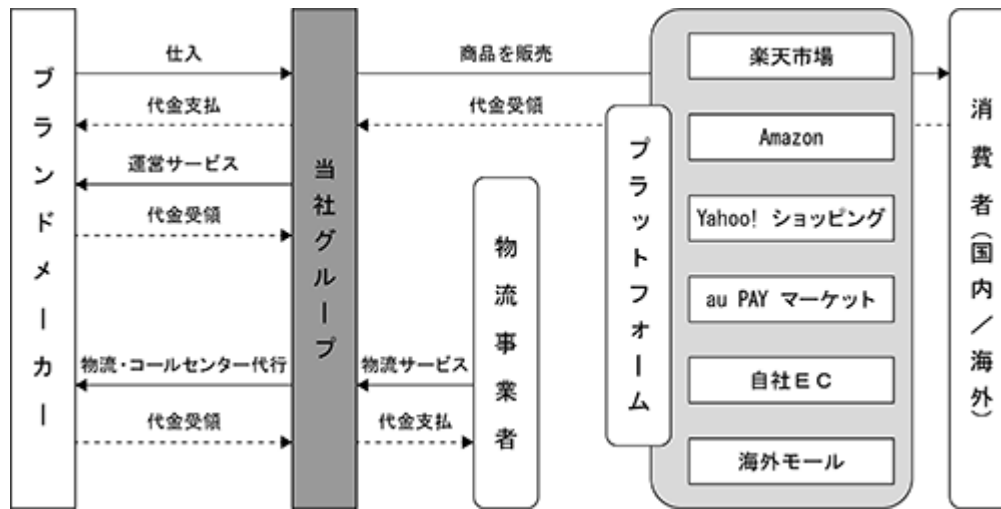 ブランドメーカー
仕入
代金支払
運営サービス
代金受領
物流・コールセンター代行
代金受領
当社グループ
商品を販売
代金受領
物流サービス
代金支払
物流事業者
プラットフォーム
楽天市場
Amazon
Yahoo! ショッピング
au PAY マーケット
自社ＥＣ
海外モール
消費者(国内／海外)